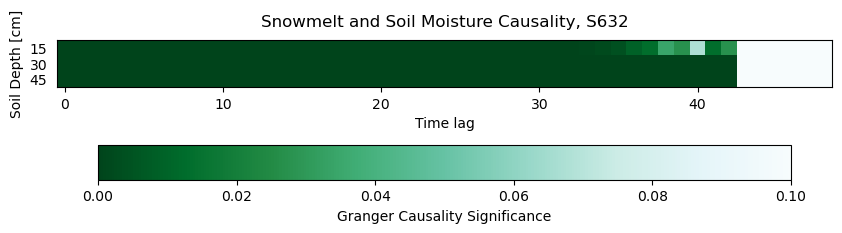 Snowmelt and Soil Moisture Causality, S632
Soil Depth [cm]
15
30
45
0 10 20 30 40
Time lag
0.00 0.02 0.04 0.06 0.08 0.10
Granger Causality Significance